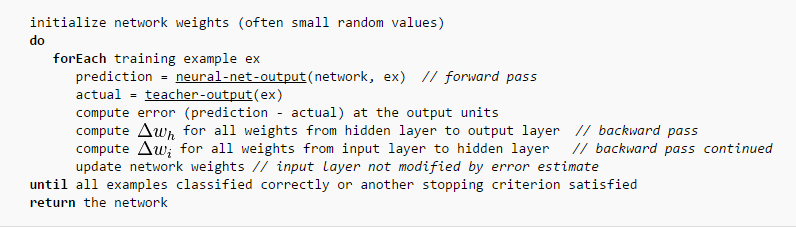 initialize network weights (often small random values)
do
forEach training example ex
prediction = neural-net-output(network, ex)  // forward pass
actual = teacher-output(ex)
compute error (prediction - actual) at the output units
compute Δwₕ for all weights from hidden layer to output layer  // backward pass
compute Δwᵢ for all weights from input layer to hidden layer  // backward pass continued
update network weights // input layer not modified by error estimate
until all examples classified correctly or another stopping criterion satisfied
return the network